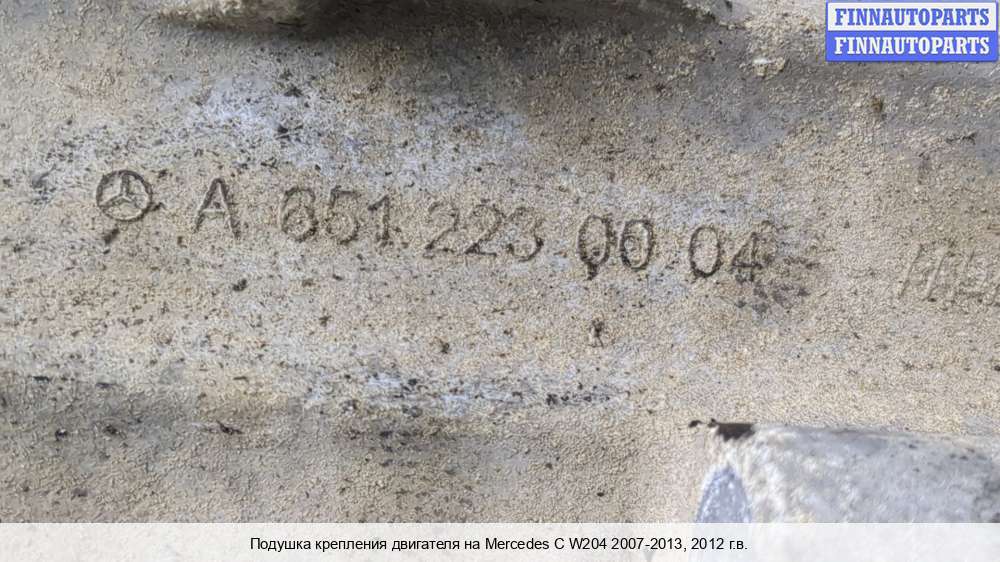 FINNAUTOPARTS
FINNAUTOPARTS
A 651 223 00 04
Подушка крепления двигателя на Mercedes C W204 2007-2013, 2012 г.в.